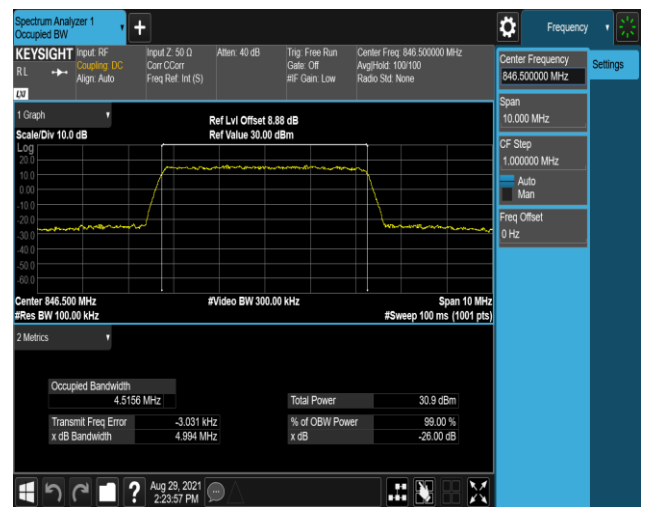 Spectrum Analyzer 1
Occupied BW
+
Frequency
KEYSIGHT Input: RF
RL
Coupling: DC
Align: Auto
Input Z: 50 Ω
Corr CCorr
Freq Ref: Int (S)
Atten: 40 dB
Trig: Free Run
Gate: Off
#IF Gain: Low
Center Freq: 846.500000 MHz
Avg|Hold: 100/100
Radio Std: None
LXI
Center Frequency
846.500000 MHz
Settings
Span
10.000 MHz
CF Step
1.000000 MHz
Auto
Man
Freq Offset
0 Hz
1 Graph
Scale/Div 10.0 dB
Ref Lvl Offset 8.88 dB
Ref Value 30.00 dBm
Log
20.0
10.0
0.00
-10.0
-20.0
-30.0
-40.0
-50.0
-60.0
Center 846.500 MHz
#Res BW 100.00 kHz
#Video BW 300.00 kHz
Span 10 MHz
#Sweep 100 ms (1001 pts)
2 Metrics
Occupied Bandwidth
4.5156 MHz
Total Power 30.9 dBm
Transmit Freq Error -3.031 kHz
% of OBW Power 99.00 %
x dB Bandwidth 4.994 MHz
x dB -26.00 dB
?
Aug 29, 2021
2:23:57 PM